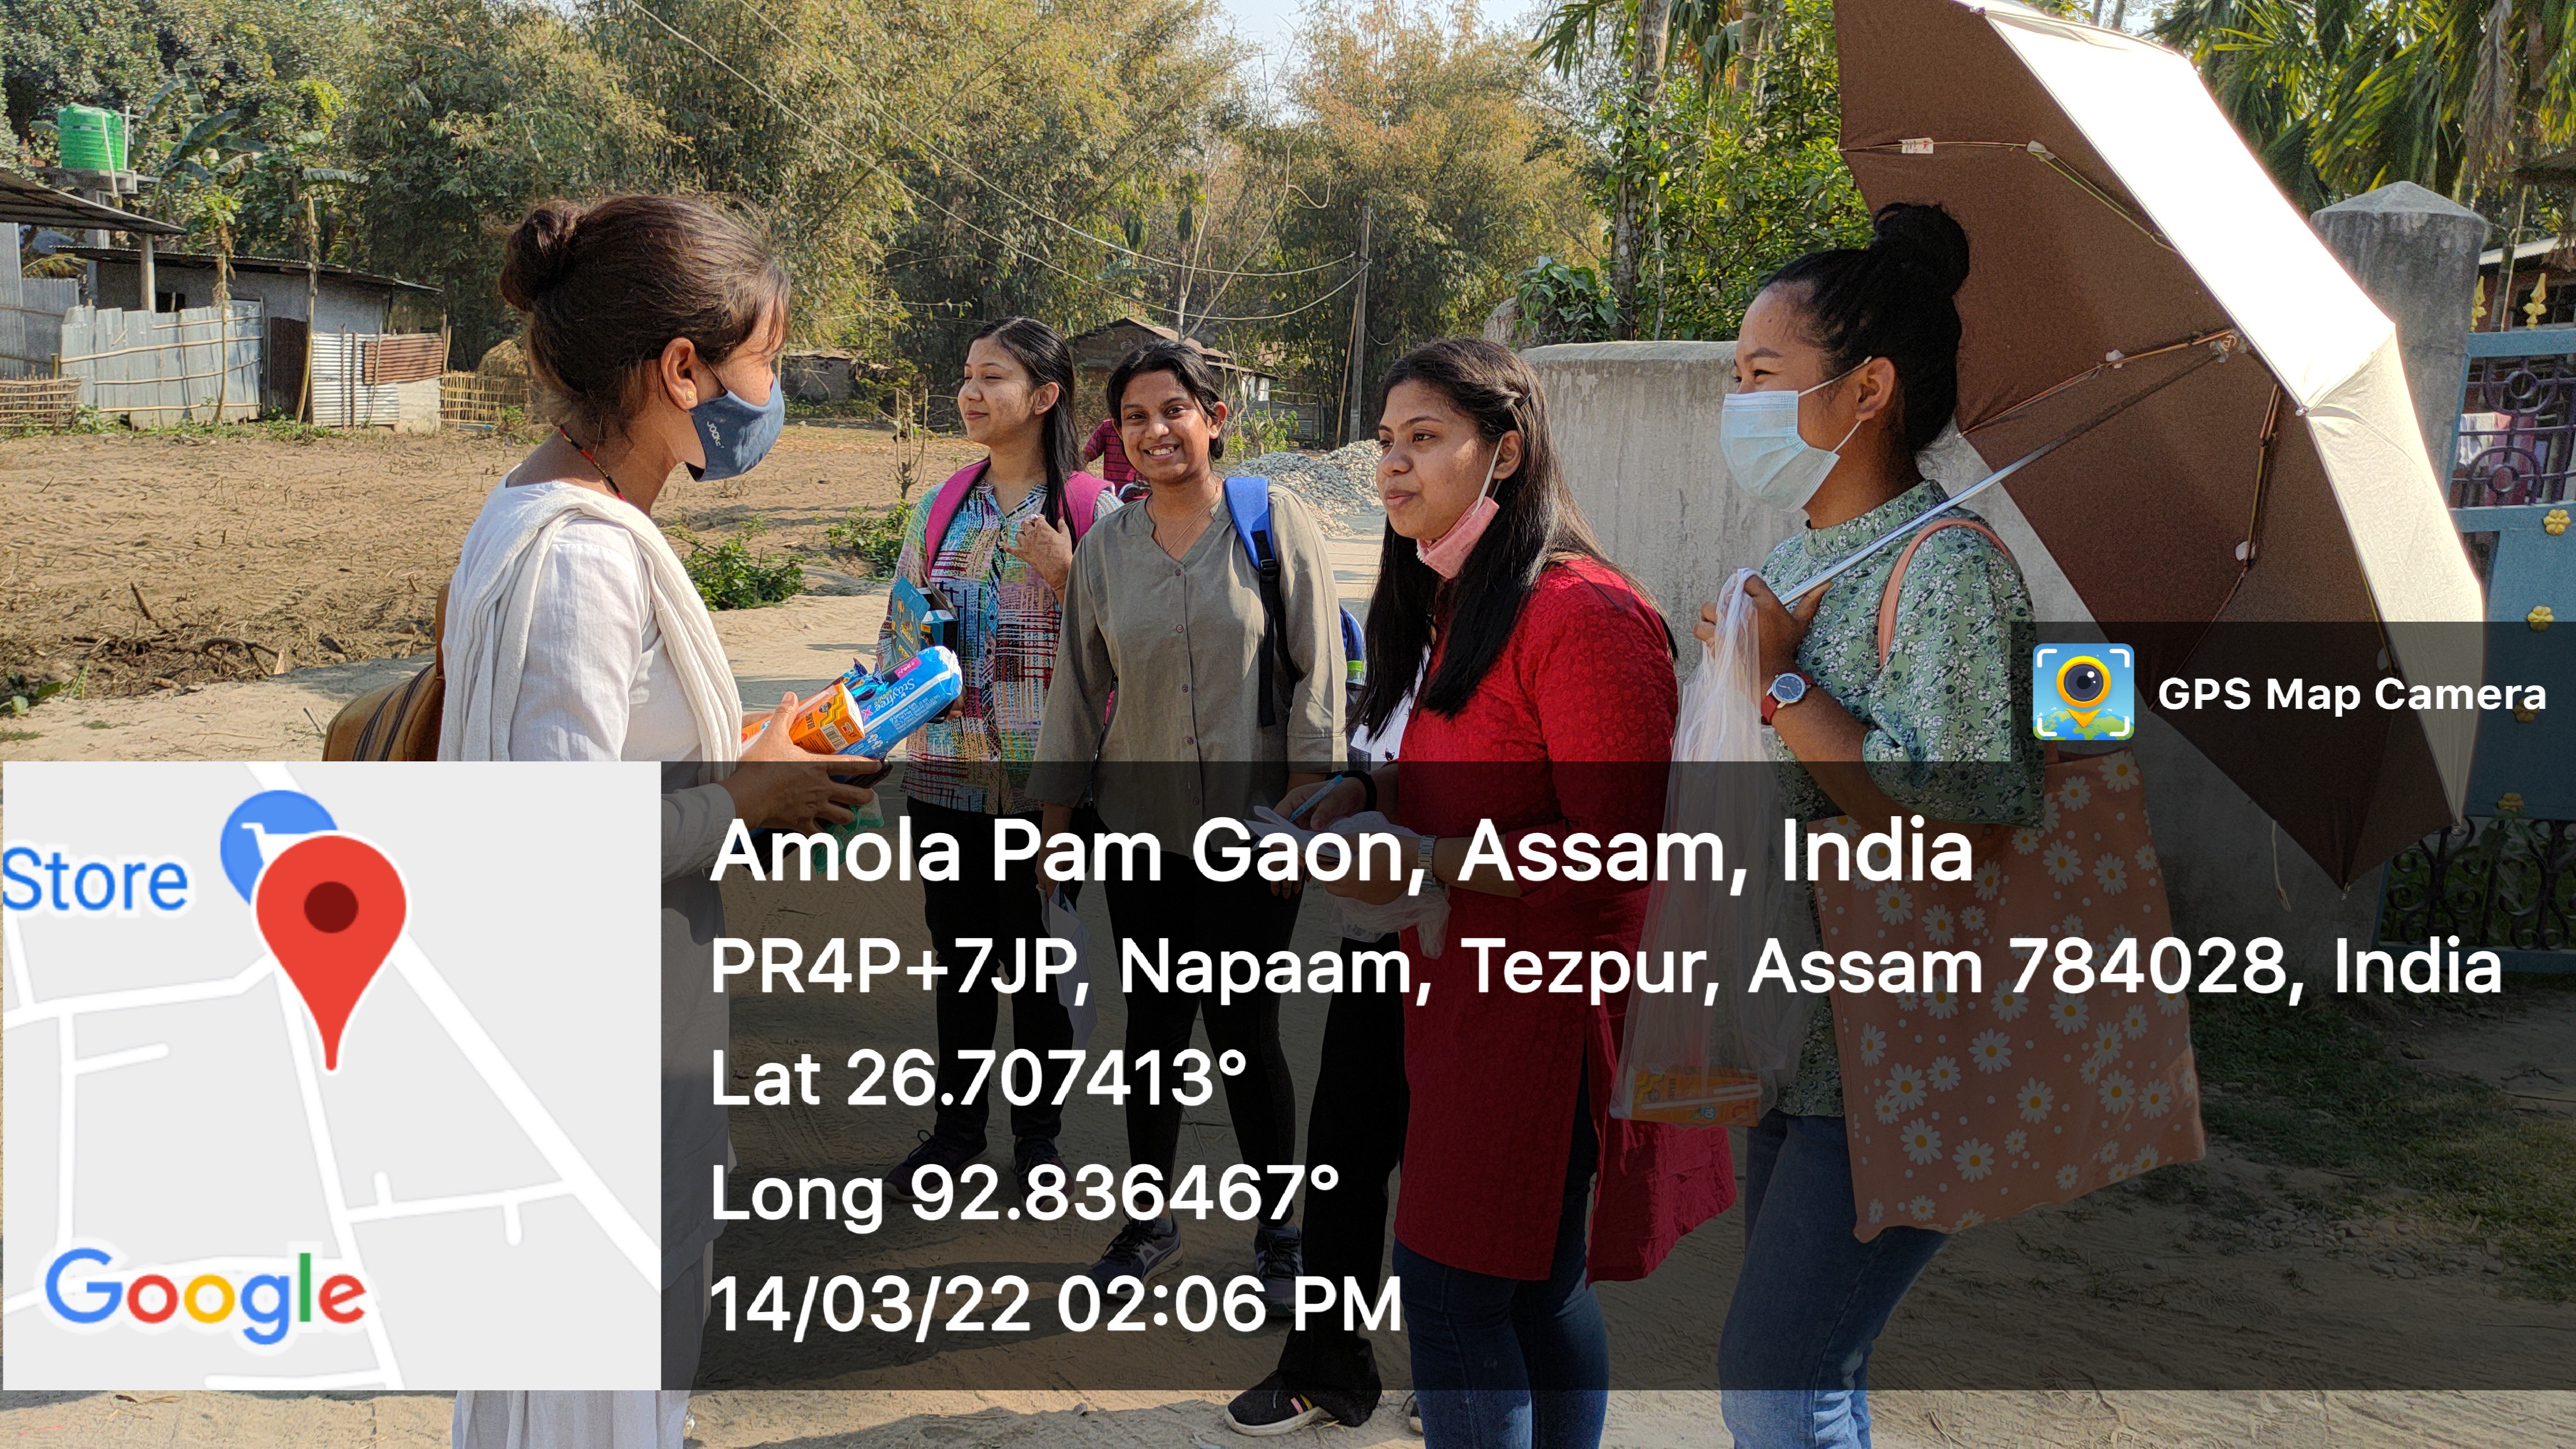 Stayfree
GPS Map Camera
Store
Google
Amola Pam Gaon, Assam, India
PR4P+7JP, Napaam, Tezpur, Assam 784028, India
Lat 26.707413°
Long 92.836467°
14/03/22 02:06 PM